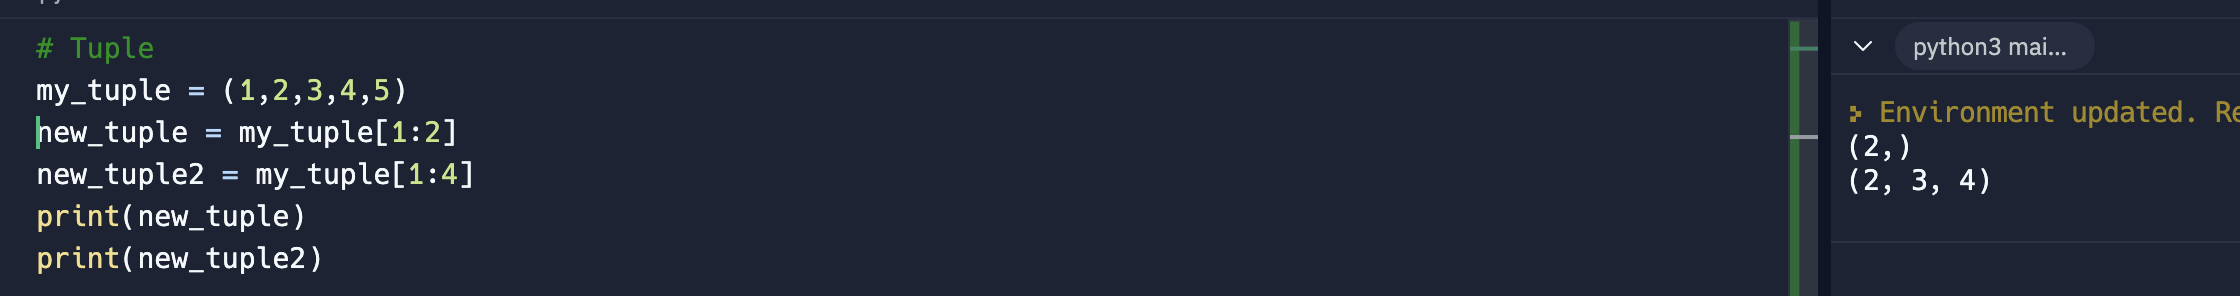 # Tuple
my_tuple = (1,2,3,4,5)
new_tuple = my_tuple[1:2]
new_tuple2 = my_tuple[1:4]
print(new_tuple)
print(new_tuple2)
python3 mai...
Environment updated. Re
(2,)
(2, 3, 4)